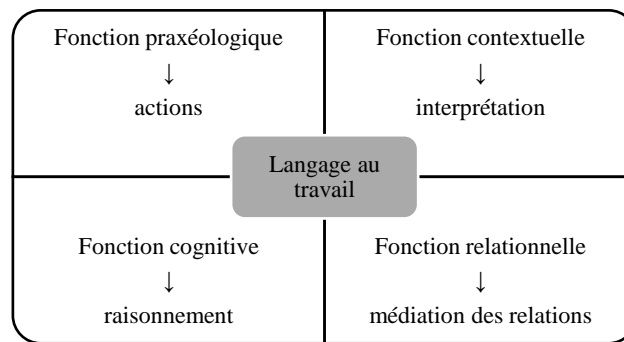 Fonction praxéologique
↓
actions
Fonction contextuelle
↓
interprétation
Langage au
travail
Fonction cognitive
↓
raisonnement
Fonction relationnelle
↓
médiation des relations